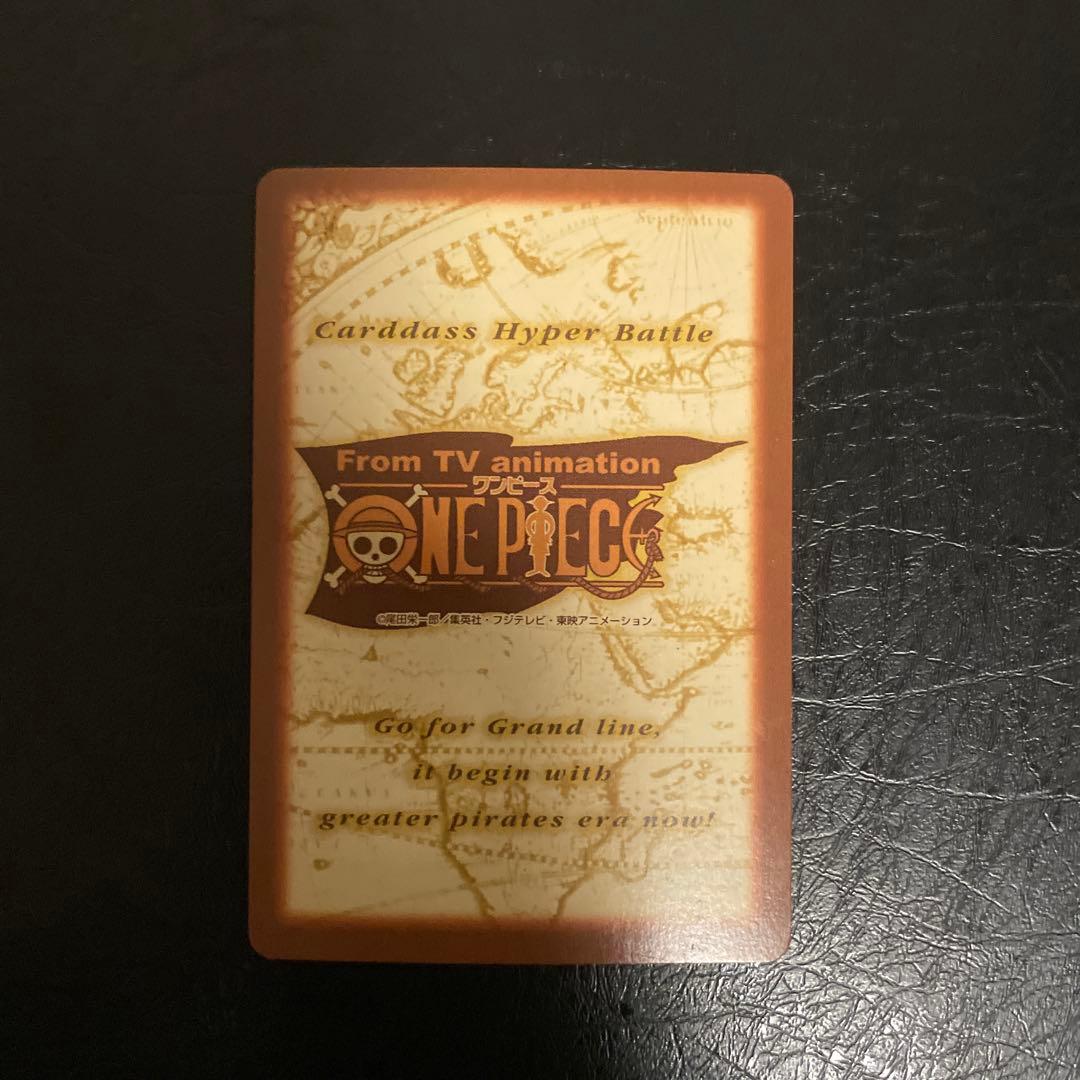 Septentrio
Carddass Hyper Battle
From TV animation
ワンピース
ONE PIECE
©尾田栄一郎／集英社・フジテレビ・東映アニメーション
Go for Grand line,
it begin with
greater pirates era now!